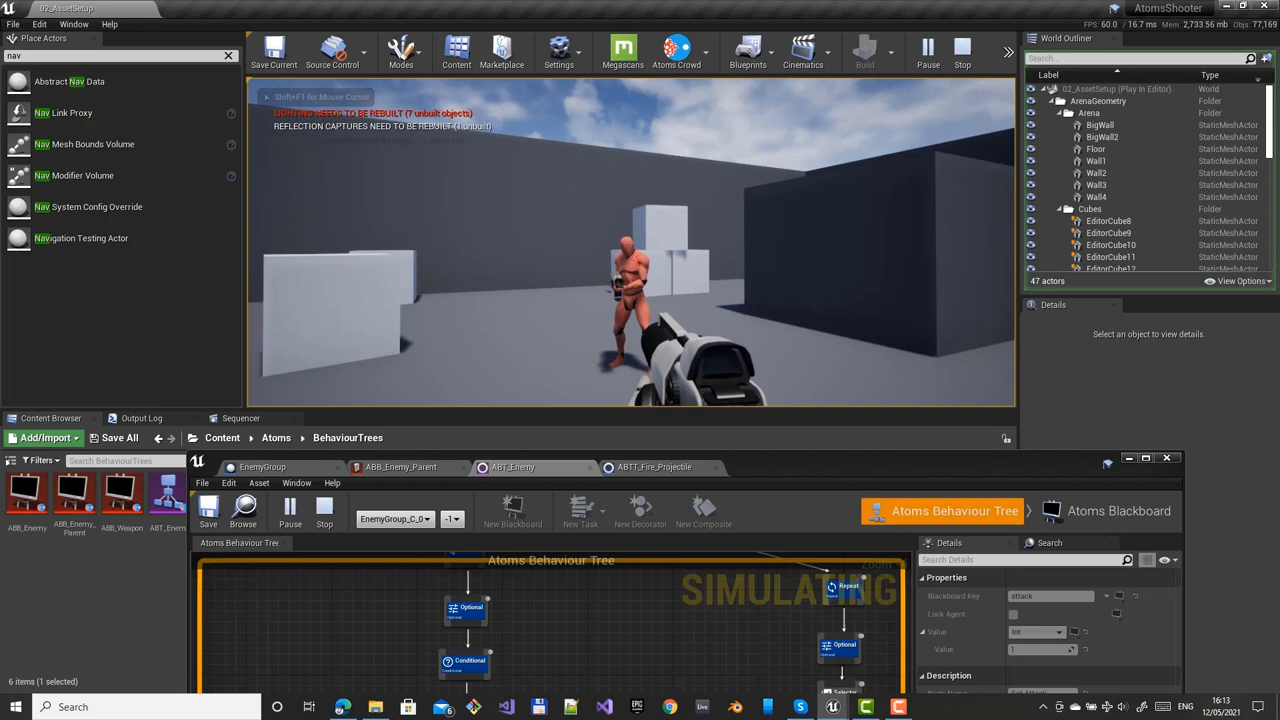 02_AssetSetup
AtomsShooter
File Edit Window Help
FPS: 60.0 / 16.7 ms Mem: 2,733.56 mb Objs: 77,169
Place Actors
nav
Abstract Nav Data
Nav Link Proxy
Nav Mesh Bounds Volume
Nav Modifier Volume
Nav System Config Override
Navigation Testing Actor
Save Current Source Control Modes Content Marketplace Settings Megascans Atoms Crowd Blueprints Cinematics Build Pause Stop
Shift+F1 for Mouse Cursor
LIGHTING NEEDS TO BE REBUILT (7 unbuilt objects)
REFLECTION CAPTURES NEED TO BE REBUILT (1 unbuilt)
World Outliner
Search...
Label Type
02_AssetSetup (Play In Editor) World
ArenaGeometry Folder
Arena Folder
BigWall StaticMeshActor
BigWall2 StaticMeshActor
Floor StaticMeshActor
Wall1 StaticMeshActor
Wall2 StaticMeshActor
Wall3 StaticMeshActor
Wall4 StaticMeshActor
Cubes Folder
EditorCube8 StaticMeshActor
EditorCube9 StaticMeshActor
EditorCube10 StaticMeshActor
EditorCube11 StaticMeshActor
EditorCube12 StaticMeshActor
47 actors View Options
Details
Select an object to view details.
Content Browser Output Log Sequencer
Add/Import Save All Content Atoms BehaviourTrees
Filters Search BehaviourTrees
ABB_Enemy ABB_Enemy_Parent ABB_Weapon ABT_Enem
6 items (1 selected)
EnemyGroup ABB_Enemy_Parent ABT_Enemy ABTT_Fire_Projectile
File Edit Asset Window Help
Save Browse Pause Stop EnemyGroup_C_0 -1 New Blackboard New Task New Decorator New Composite
Atoms Behaviour Tree Atoms Blackboard
Atoms Behaviour Tree
Atoms Behaviour Tree
Zoom
SIMULATING
Repeat
Optional
Optional
Conditional
Conditional
Optional
Selector
Details Search
Search Details
Properties
Blackboard Key attack
Lock Agent
Value Int
Value 1
Description
Search
16:13
12/05/2021